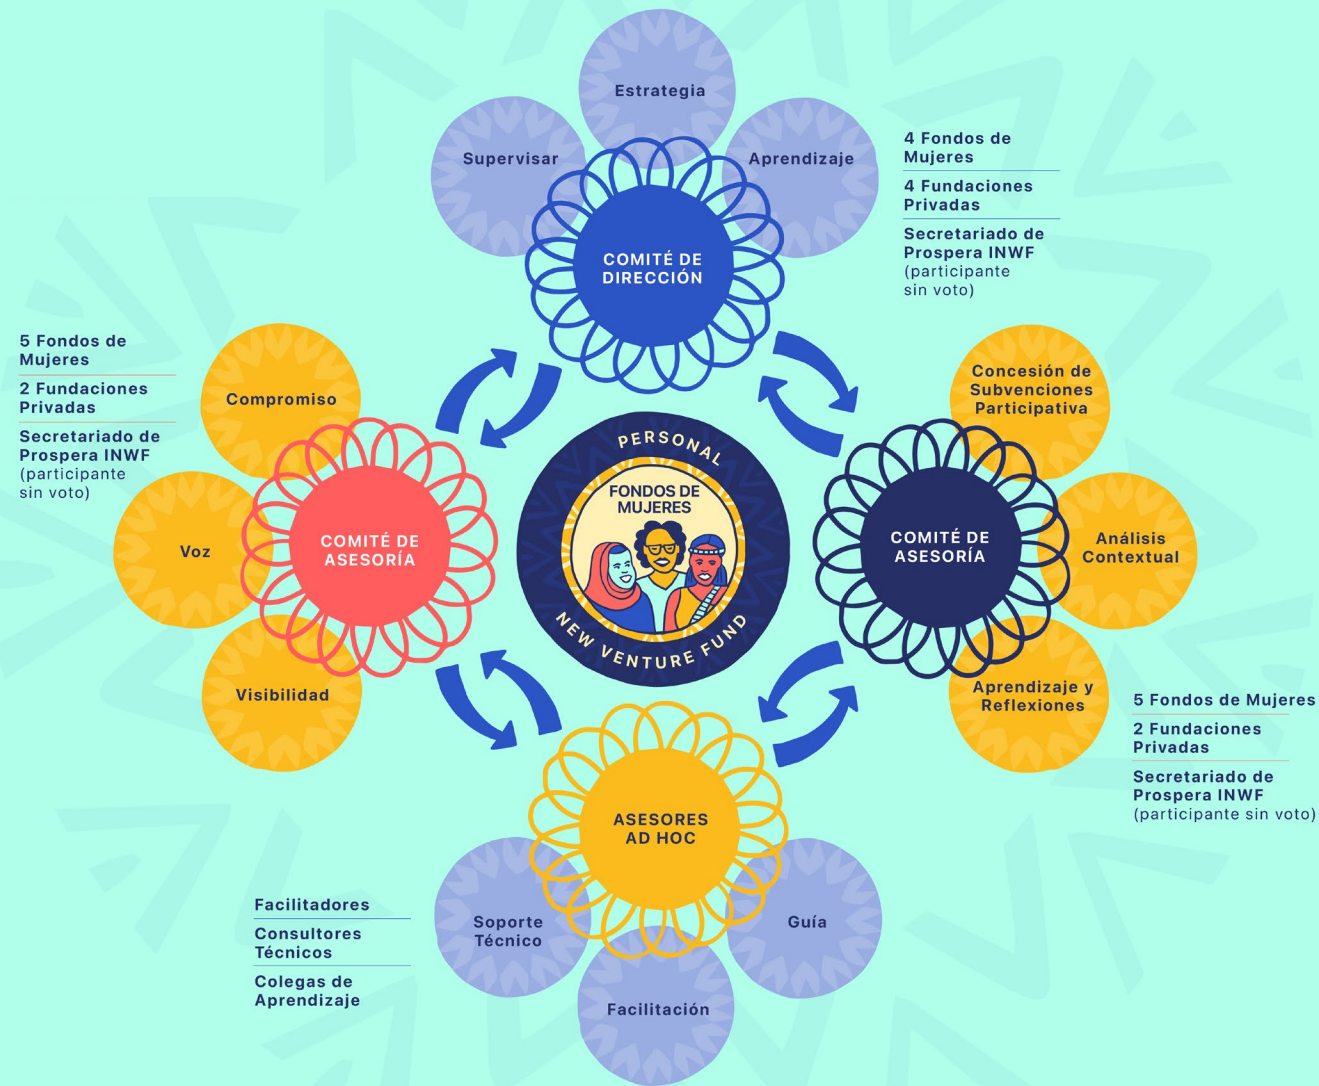 Estrategia
Supervisar
Aprendizaje
COMITÉ DE
DIRECCIÓN
4 Fondos de
Mujeres
4 Fundaciones
Privadas
Secretariado de
Prospera INWF
(participante
sin voto)
5 Fondos de
Mujeres
2 Fundaciones
Privadas
Secretariado de
Prospera INWF
(participante
sin voto)
Compromiso
Voz
Visibilidad
COMITÉ DE
ASESORÍA
PERSONAL
FONDOS DE
MUJERES
NEW VENTURE FUND
COMITÉ DE
ASESORÍA
Concesión de
Subvenciones
Participativa
Análisis
Contextual
Aprendizaje y
Reflexiones
5 Fondos de Mujeres
2 Fundaciones
Privadas
Secretariado de
Prospera INWF
(participante sin voto)
ASESORES
AD HOC
Soporte
Técnico
Facilitación
Guía
Facilitadores
Consultores
Técnicos
Colegas de
Aprendizaje